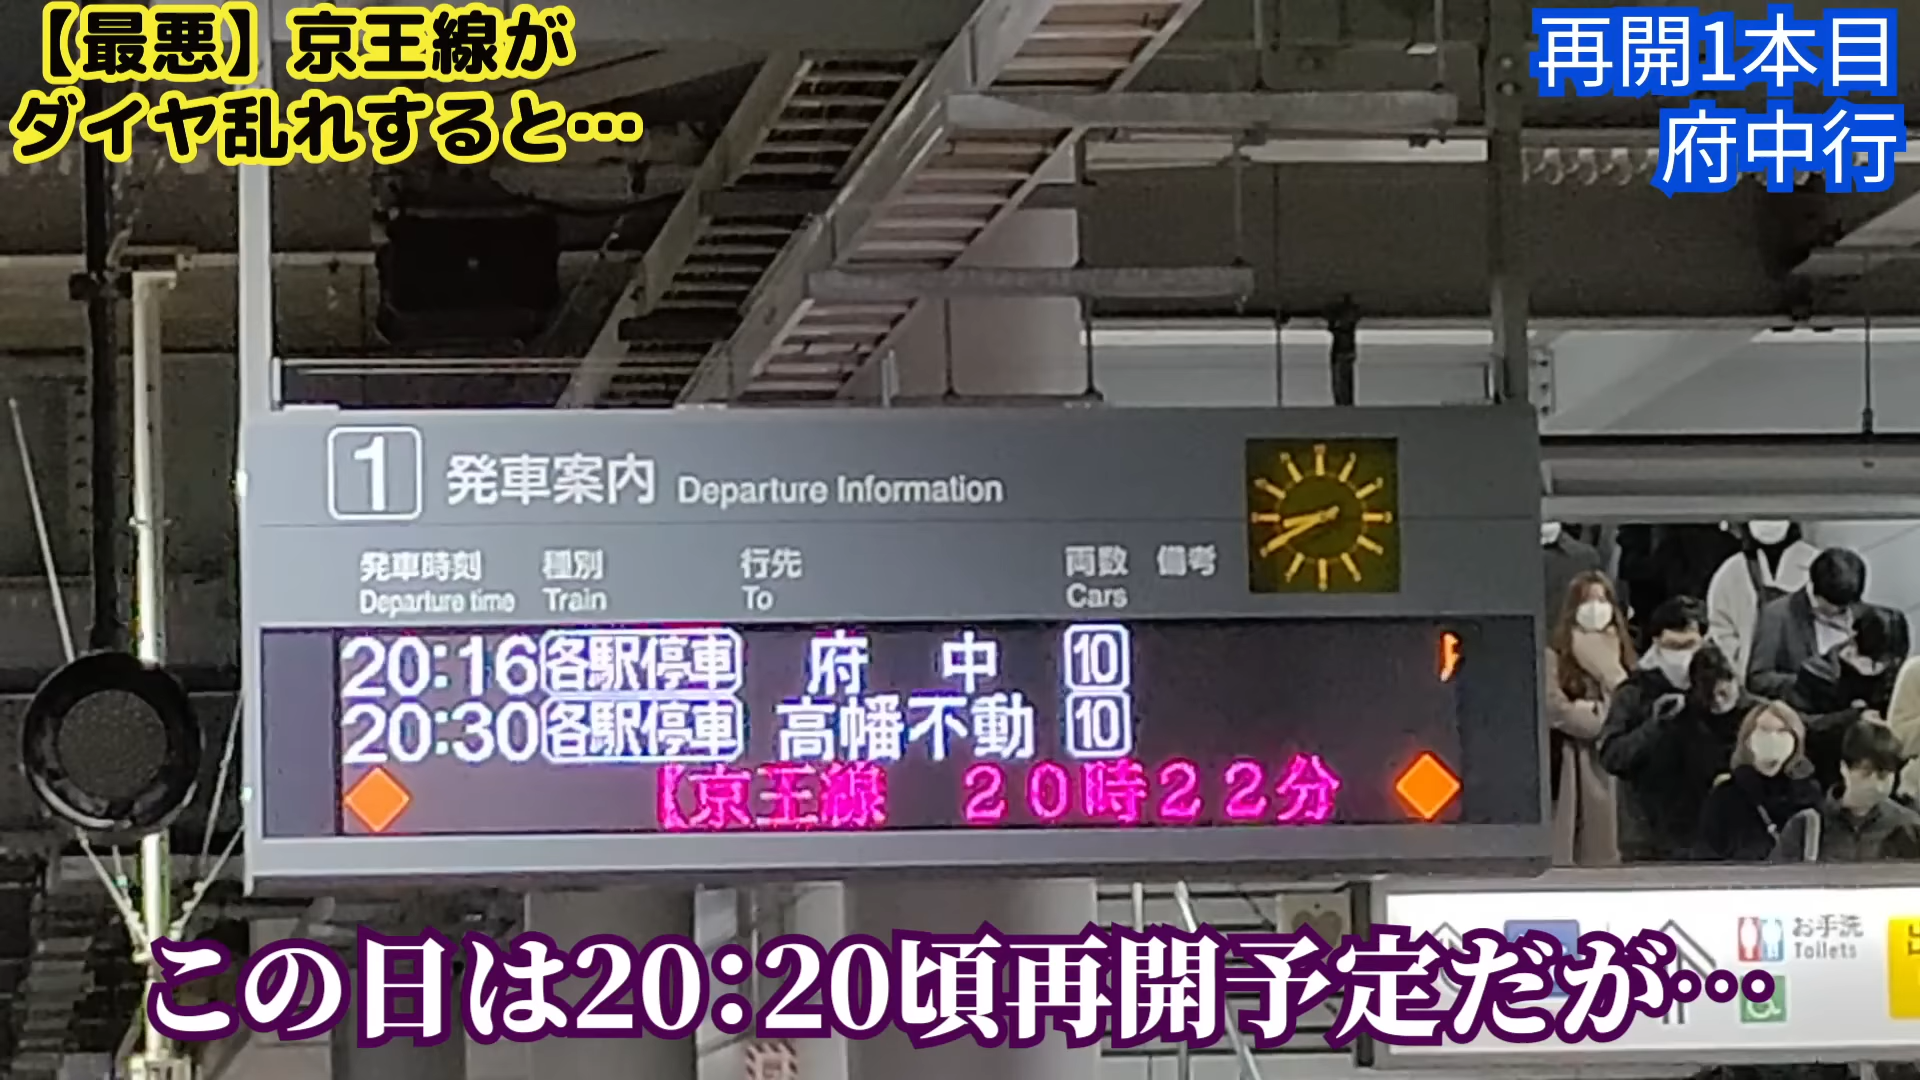 【最悪】京王線が
ダイヤ乱れすると…
再開1本目
府中行
1 発車案内 Departure Information
発車時刻 種別 行先 両数 備考
Departure time Train To Cars
20:16 各駅停車 府中 10
20:30 各駅停車 高幡不動 10
【京王線 20時22分
お手洗
Toilets
この日は20:20頃再開予定だが…